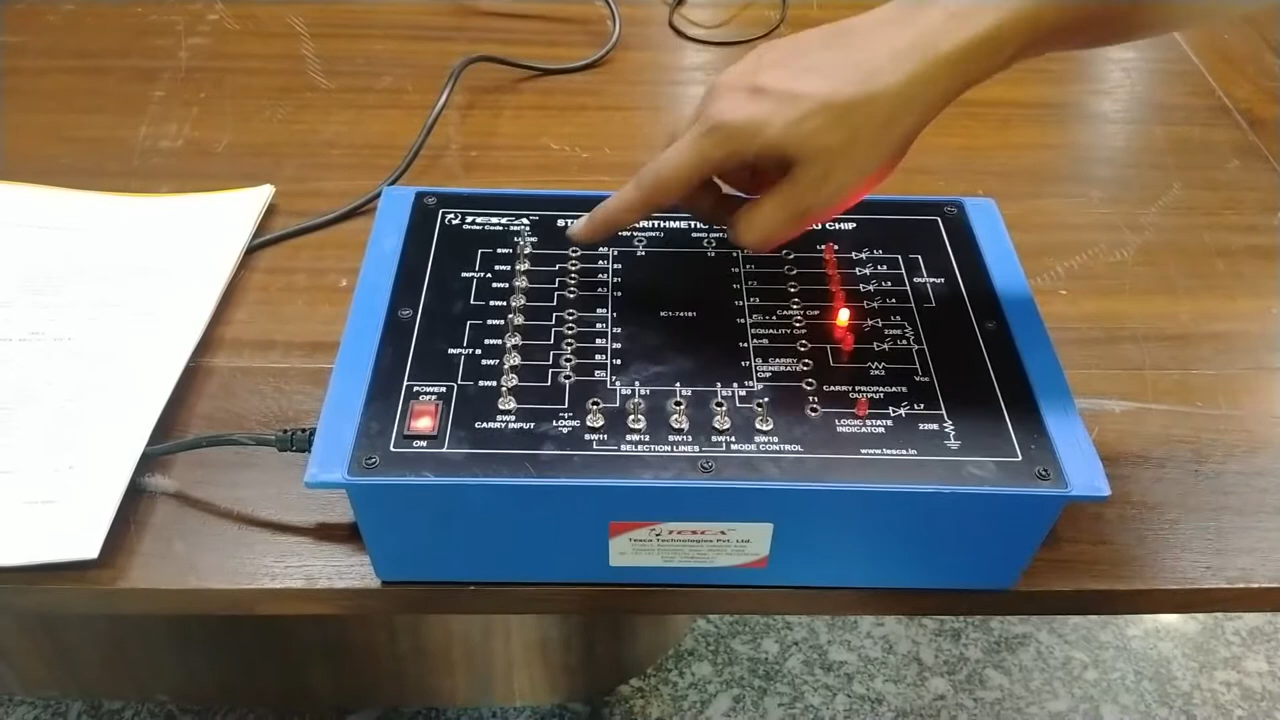 TESCA
Order Code -
ARITHMETIC
CHIP
+5V Vcc(INT.)
GND (INT.)
"1"
LOGIC
SW1
SW2
INPUT A
SW3
SW4
SW5
SW6
INPUT B
SW7
SW8
SW9
CARRY INPUT
A0
A1
A2
A3
B0
B1
B2
B3
Cn
2
23
21
19
1
22
20
18
7
24
12
IC1-74181
9
10
11
13
16
14
17
15
F0
F1
F2
F3
CARRY O/P
Cn + 4
EQUALITY O/P
A=B
G CARRY
GENERATE
O/P
P
L1
L2
L3
L4
L5
L6
OUTPUT
220E
2K2
Vcc
CARRY PROPAGATE
OUTPUT
T1
L7
LOGIC STATE
INDICATOR
220E
6 5 4 3 8
S0 S1 S2 S3 M
"1"
LOGIC
"0"
SW11 SW12 SW13 SW14 SW10
SELECTION LINES
MODE CONTROL
www.tesca.in
POWER
OFF
ON
TESCA
Tesca Technologies Pvt. Ltd.